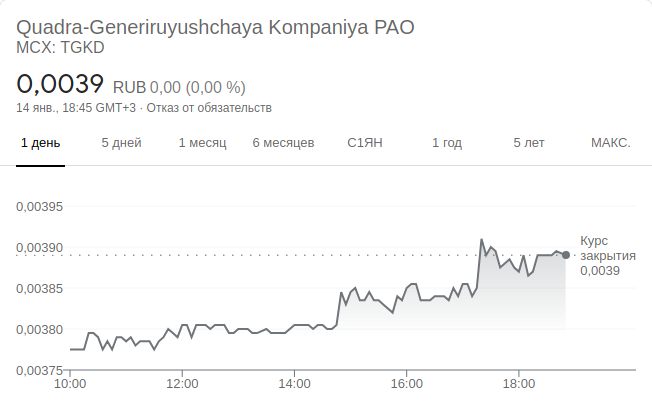 Quadra-Generiruyushchaya Kompaniya PAO
MCX: TGKD
0,0039 RUB 0,00 (0,00 %)
14 янв., 18:45 GMT+3 · Отказ от обязательств
1 день 5 дней 1 месяц 6 месяцев С1ЯН 1 год 5 лет МАКС.
0,00395
0,00390
Курс
закрытия
0,0039
0,00385
0,00380
0,00375
10:00 12:00 14:00 16:00 18:00